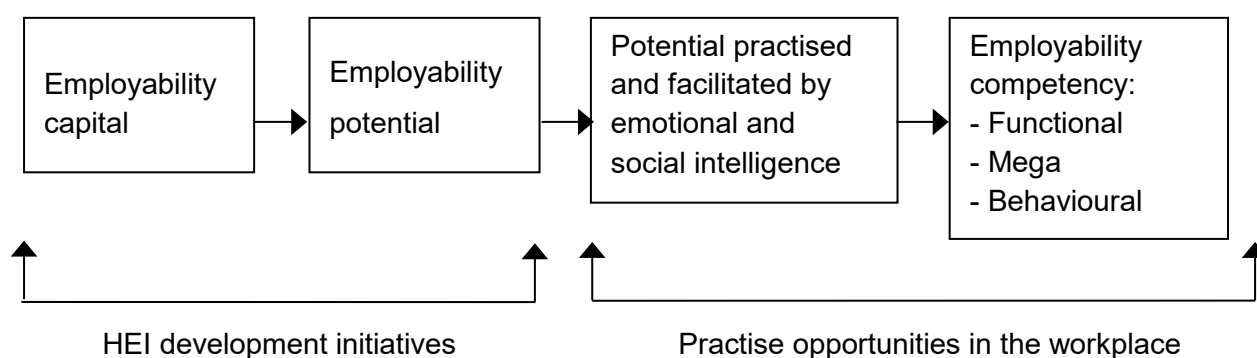 Employability
capital
Employability
potential
Potential practised
and facilitated by
emotional and
social intelligence
Employability
competency:
- Functional
- Mega
- Behavioural
HEI development initiatives
Practise opportunities in the workplace